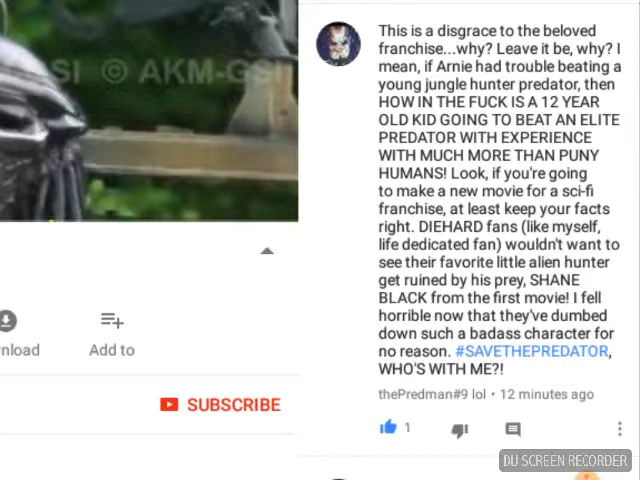 SI © AKM-GSI
This is a disgrace to the beloved
franchise...why? Leave it be, why? I
mean, if Arnie had trouble beating a
young jungle hunter predator, then
HOW IN THE FUCK IS A 12 YEAR
OLD KID GOING TO BEAT AN ELITE
PREDATOR WITH EXPERIENCE
WITH MUCH MORE THAN PUNY
HUMANS! Look, if you're going
to make a new movie for a sci-fi
franchise, at least keep your facts
right. DIEHARD fans (like myself,
life dedicated fan) wouldn't want to
see their favorite little alien hunter
get ruined by his prey, SHANE
BLACK from the first movie! I fell
horrible now that they've dumbed
down such a badass character for
no reason. #SAVETHEPREDATOR,
WHO'S WITH ME?!
thePredman#9 lol • 12 minutes ago
1
nload
Add to
SUBSCRIBE
DU SCREEN RECORDER